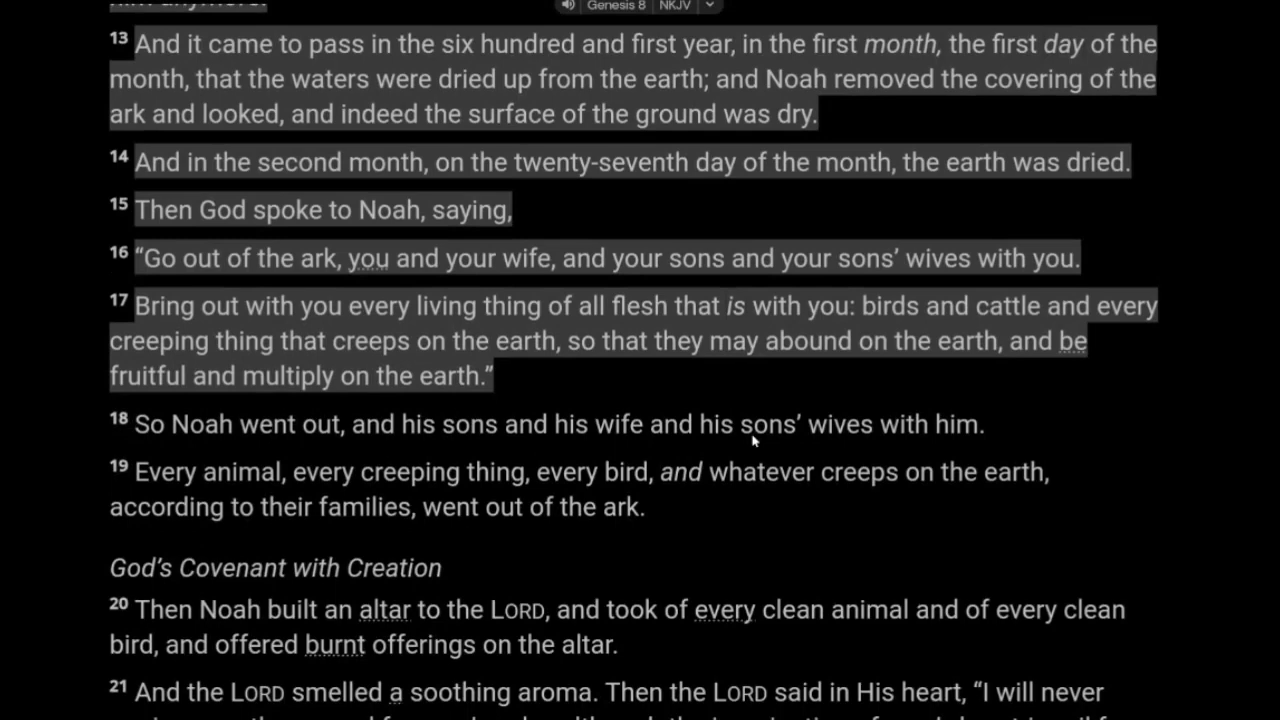 him anymore.
Genesis 8 NKJV
13 And it came to pass in the six hundred and first year, in the first month, the first day of the
month, that the waters were dried up from the earth; and Noah removed the covering of the
ark and looked, and indeed the surface of the ground was dry.
14 And in the second month, on the twenty-seventh day of the month, the earth was dried.
15 Then God spoke to Noah, saying,
16 “Go out of the ark, you and your wife, and your sons and your sons’ wives with you.
17 Bring out with you every living thing of all flesh that is with you: birds and cattle and every
creeping thing that creeps on the earth, so that they may abound on the earth, and be
fruitful and multiply on the earth.”
18 So Noah went out, and his sons and his wife and his sons’ wives with him.
19 Every animal, every creeping thing, every bird, and whatever creeps on the earth,
according to their families, went out of the ark.
God’s Covenant with Creation
20 Then Noah built an altar to the LORD, and took of every clean animal and of every clean
bird, and offered burnt offerings on the altar.
21 And the LORD smelled a soothing aroma. Then the LORD said in His heart, “I will never